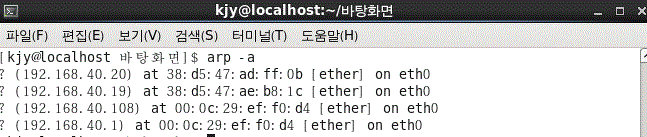 kjy@localhost:~/바탕화면
파일(F) 편집(E) 보기(V) 검색(S) 터미널(T) 도움말(H)
[kjy@localhost 바탕화면]$ arp -a
? (192.168.40.20) at 38:d5:47:ad:ff:0b [ether] on eth0
? (192.168.40.19) at 38:d5:47:ae:b8:1c [ether] on eth0
? (192.168.40.108) at 00:0c:29:ef:f0:d4 [ether] on eth0
? (192.168.40.1) at 00:0c:29:ef:f0:d4 [ether] on eth0